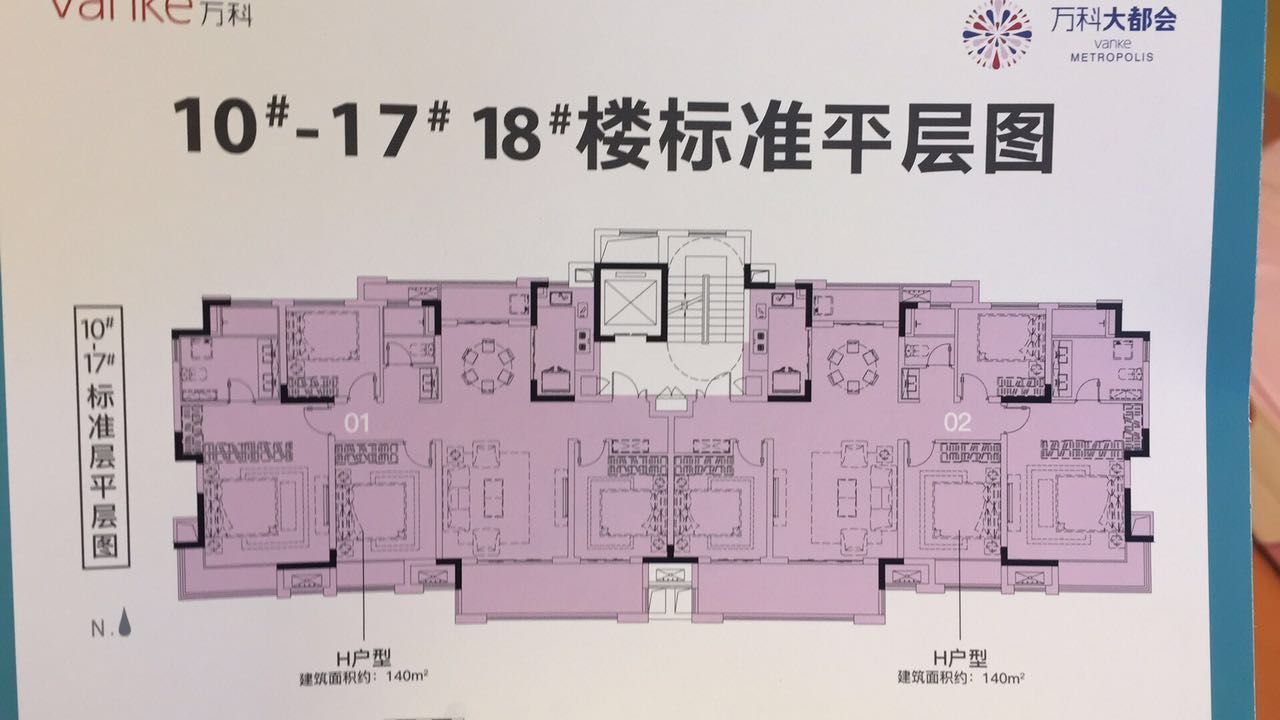 vanke 万科
万科大都会
vanke
METROPOLIS
10#-17# 18#楼标准平层图
10#-17#标准层平层图
01
02
N.
H户型
建筑面积约：140m²
H户型
建筑面积约：140m²